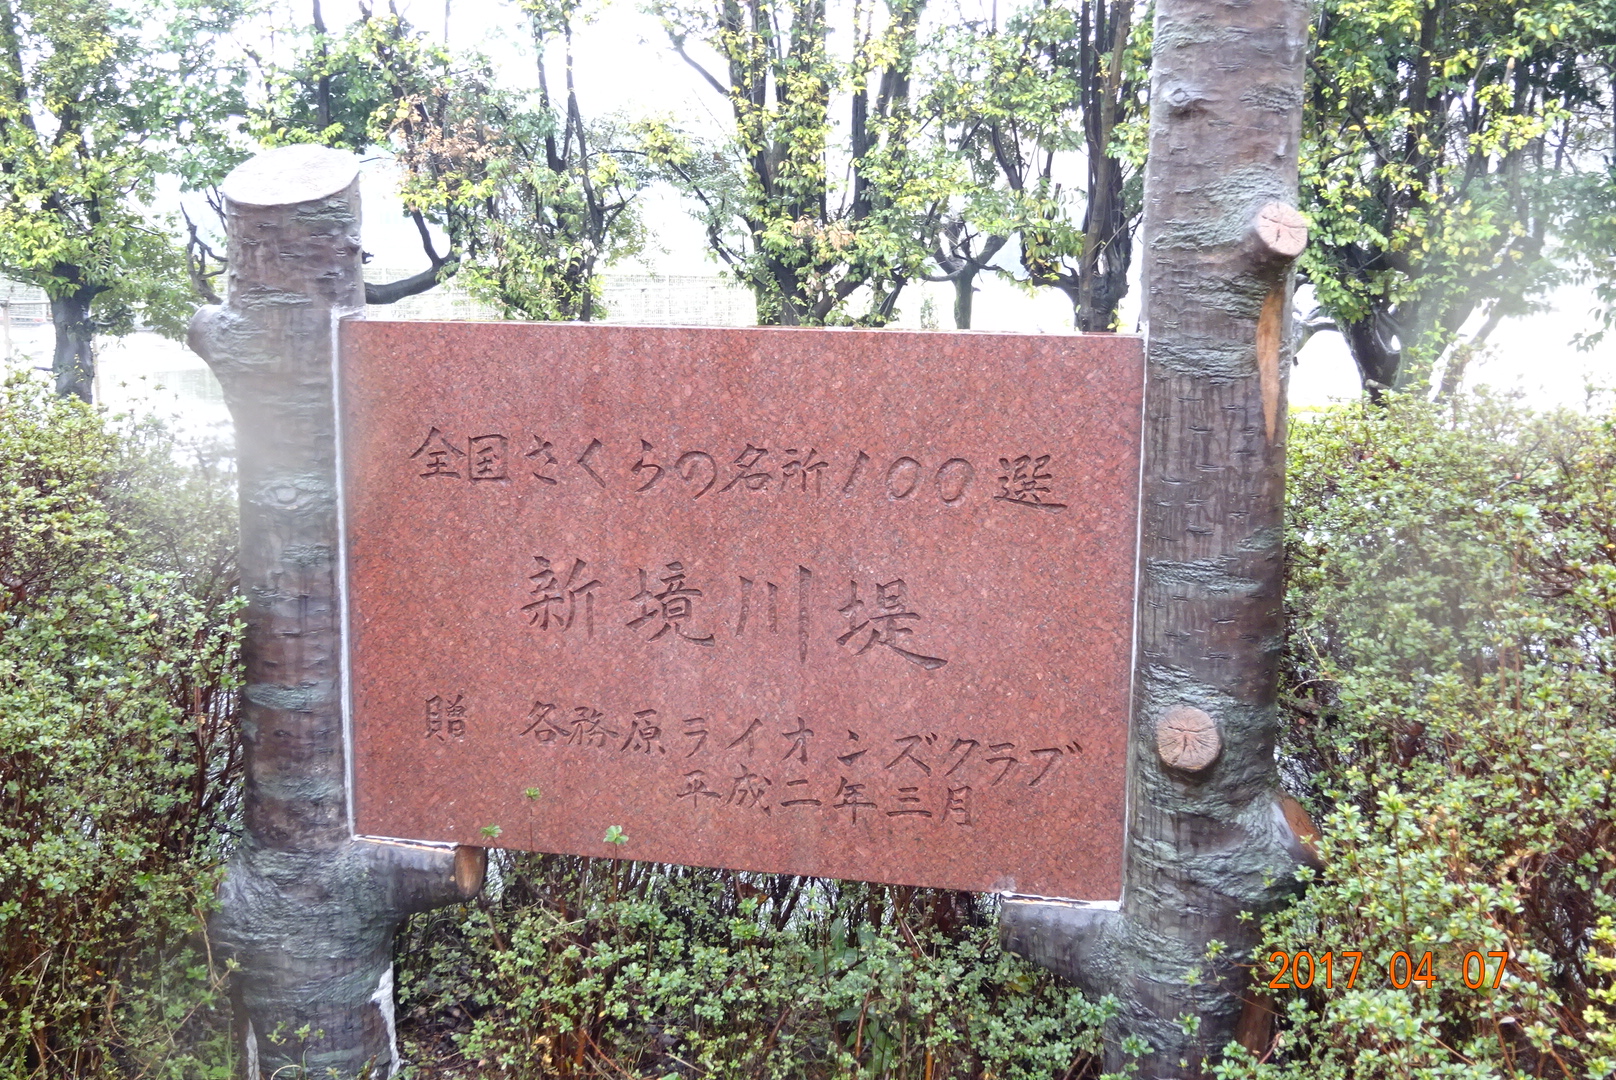 全国さくらの名所100選
新境川堤
贈 各務原ライオンズクラブ
平成二年三月
2017 04 07